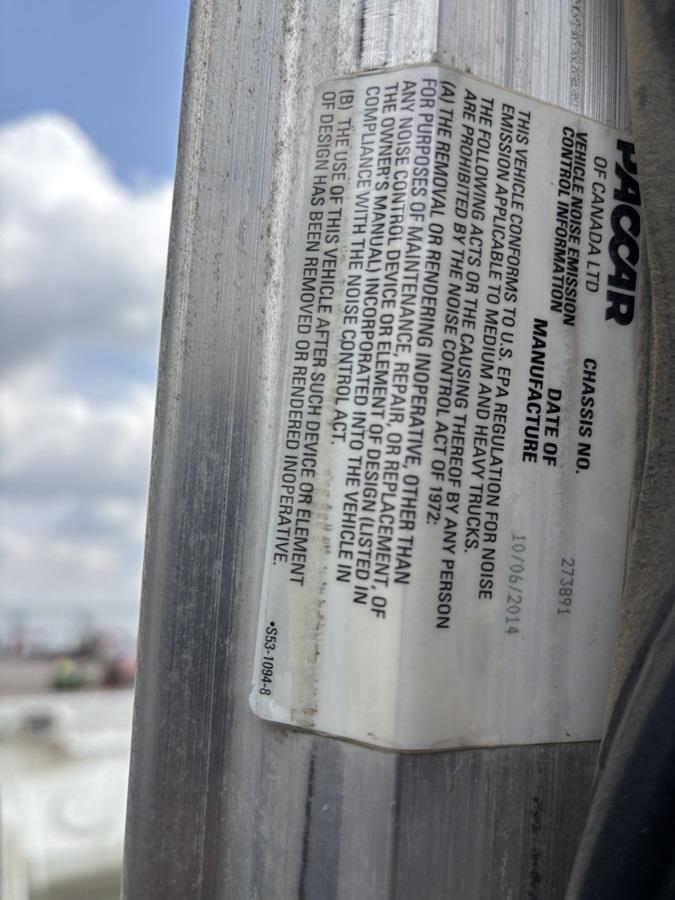 PACCAR
OF CANADA LTD
VEHICLE NOISE EMISSION
CONTROL INFORMATION
CHASSIS NO. 273891
DATE OF
MANUFACTURE 10/06/2014
THIS VEHICLE CONFORMS TO U.S. EPA REGULATION FOR NOISE
EMISSION APPLICABLE TO MEDIUM AND HEAVY TRUCKS.
THE FOLLOWING ACTS OR THE CAUSING THEREOF BY ANY PERSON
ARE PROHIBITED BY THE NOISE CONTROL ACT OF 1972:
(A) THE REMOVAL OR RENDERING INOPERATIVE, OTHER THAN
FOR PURPOSES OF MAINTENANCE, REPAIR, OR REPLACEMENT, OF
ANY NOISE CONTROL DEVICE OR ELEMENT OF DESIGN (LISTED IN
THE OWNER'S MANUAL) INCORPORATED INTO THE VEHICLE IN
COMPLIANCE WITH THE NOISE CONTROL ACT.
(B) THE USE OF THIS VEHICLE AFTER SUCH DEVICE OR ELEMENT
OF DESIGN HAS BEEN REMOVED OR RENDERED INOPERATIVE.
•S53-1094-8